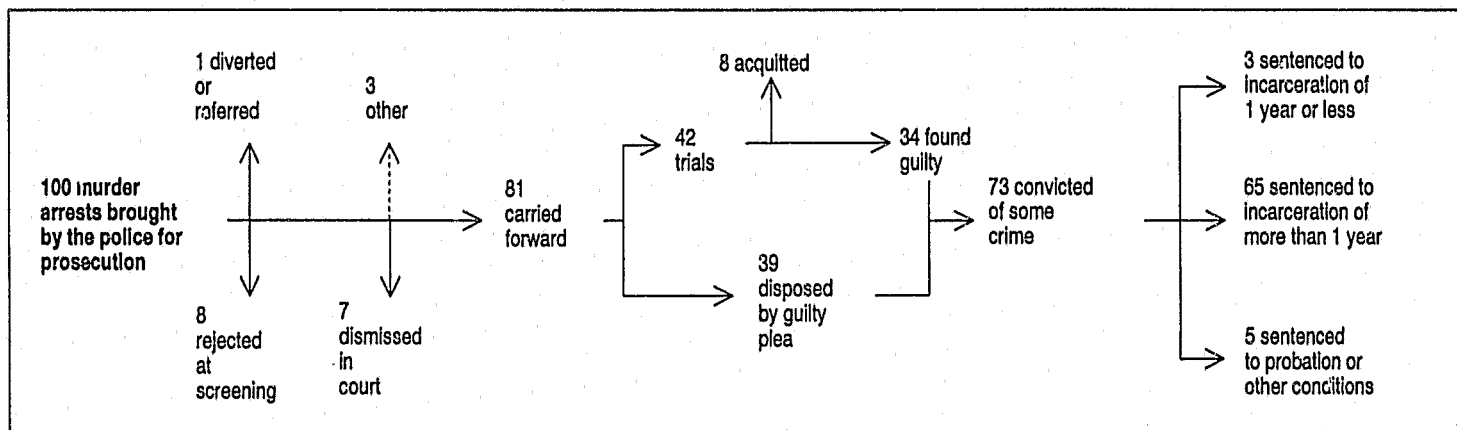 1 diverted
or
referred
3
other
8 acquitted
3 sentenced to
incarceration of
1 year or less
100 murder
arrests brought
by the police for
prosecution
81
carried
forward
42
trials
34 found
guilty
73 convicted
of some
crime
65 sentenced to
incarceration of
more than 1 year
8
rejected
at
screening
7
dismissed
in
court
39
disposed
by guilty
plea
5 sentenced
to probation or
other conditions